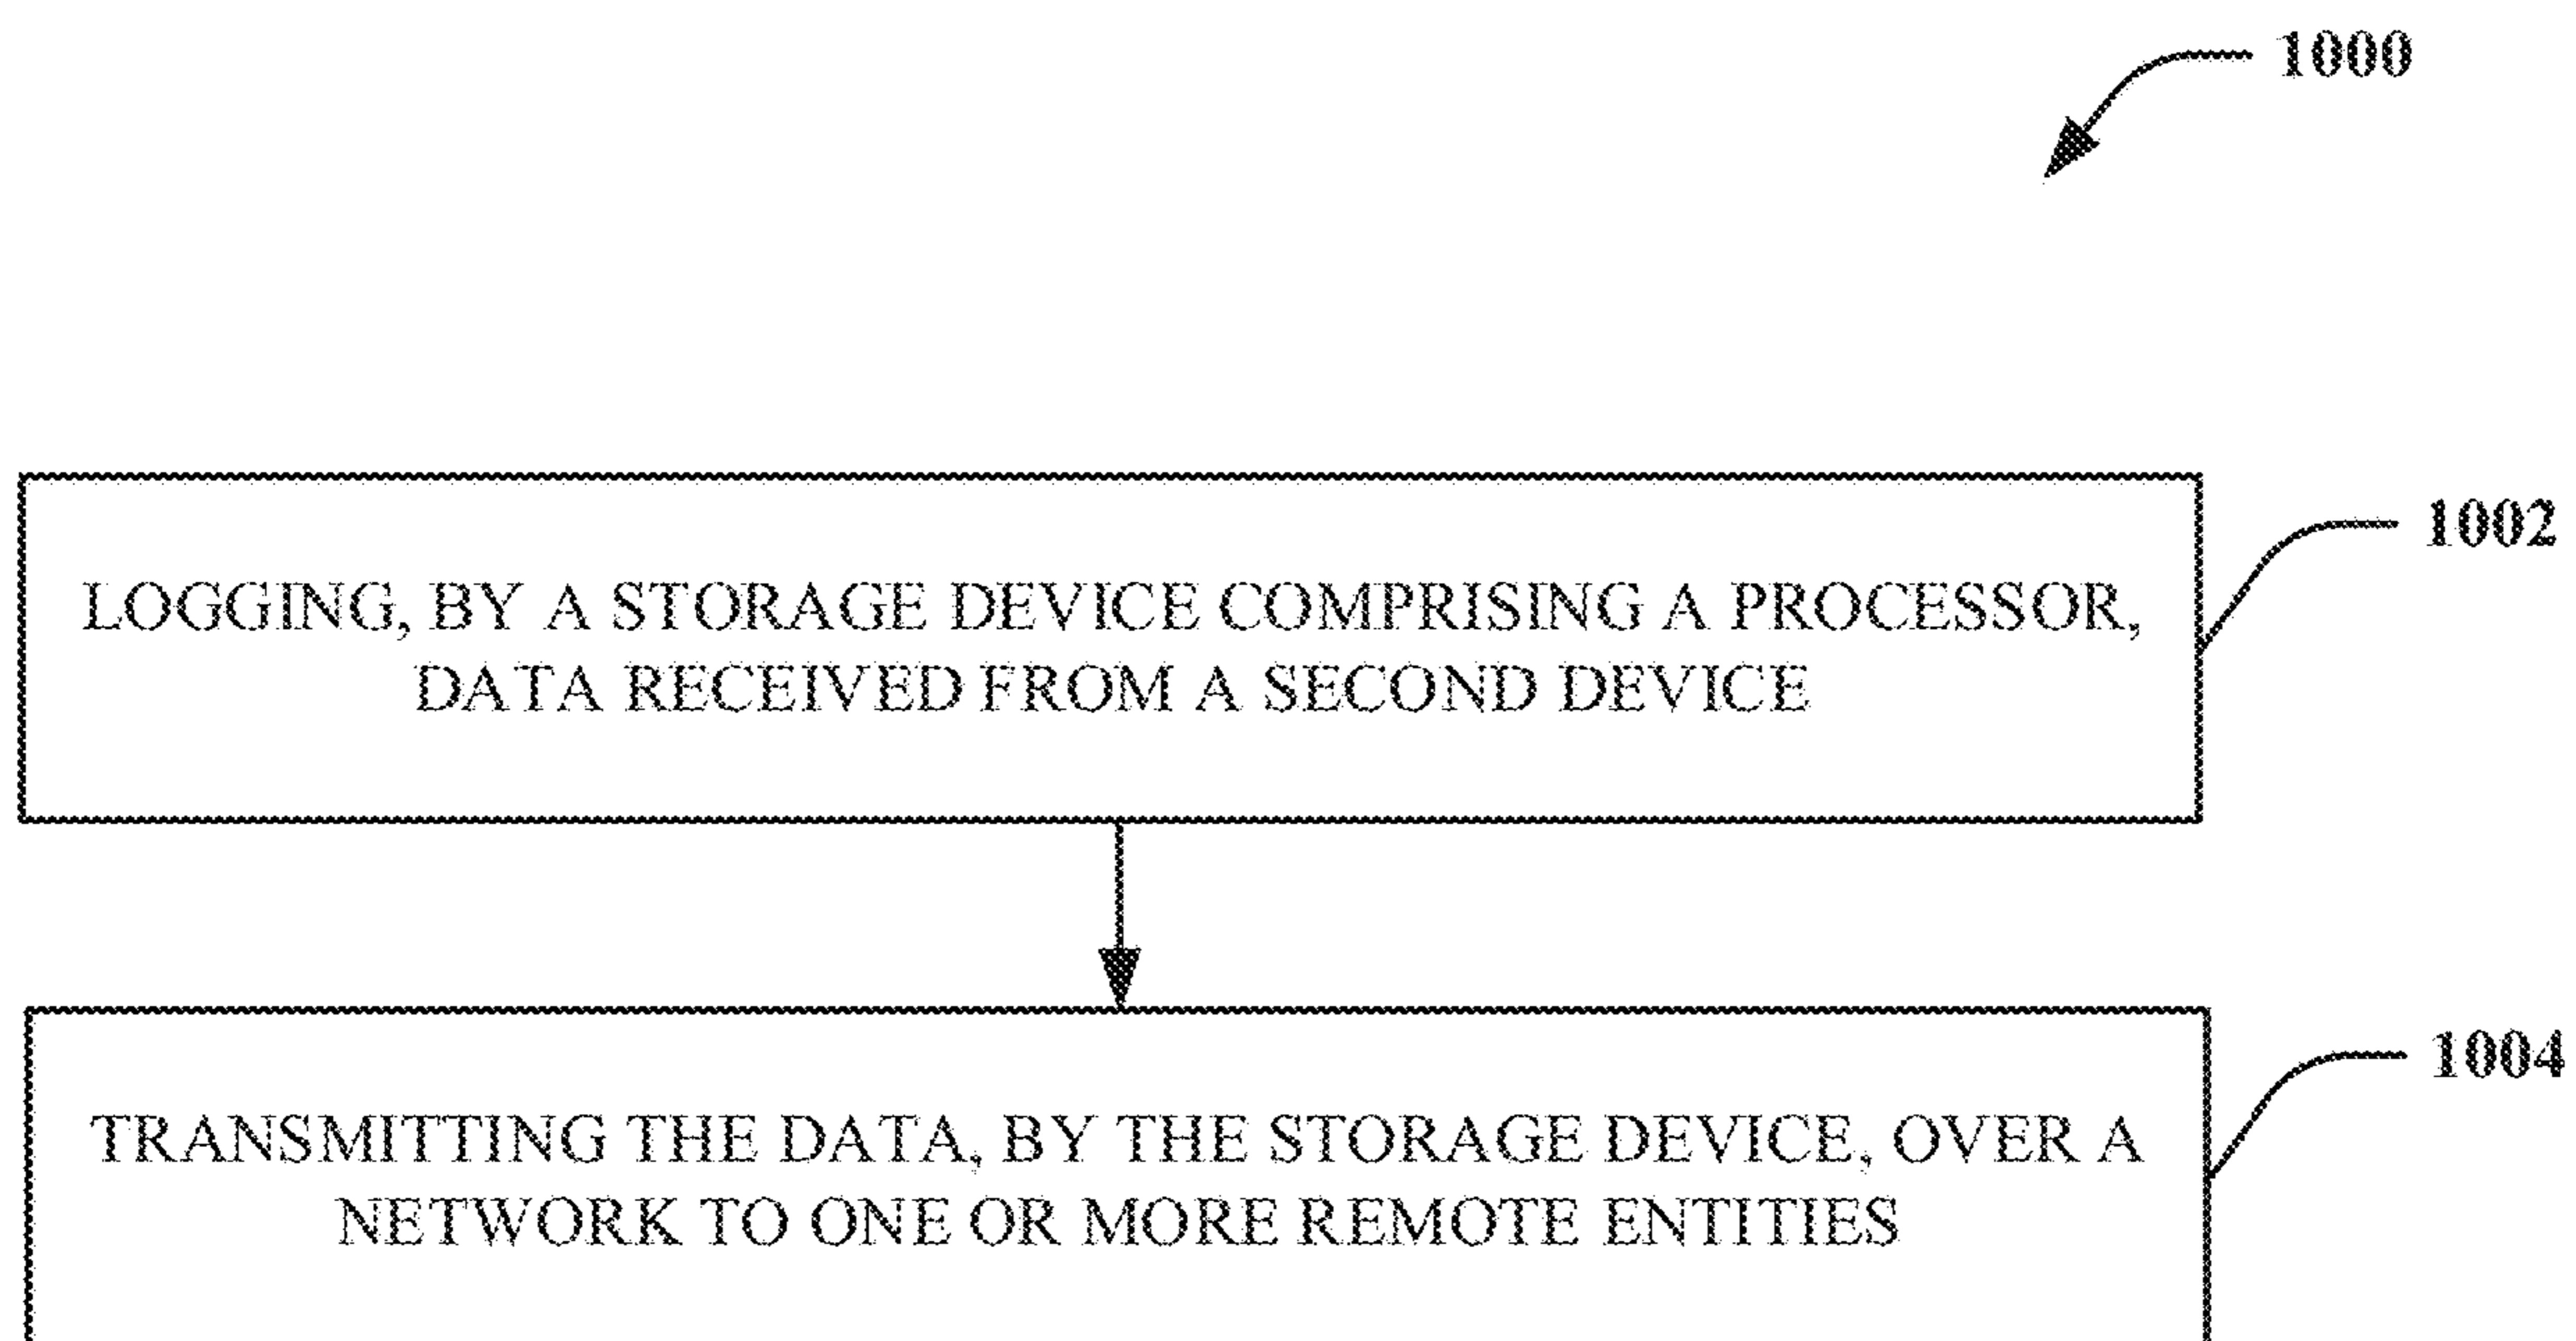 1000
1002
LOGGING, BY A STORAGE DEVICE COMPRISING A PROCESSOR,
DATA RECEIVED FROM A SECOND DEVICE
1004
TRANSMITTING THE DATA, BY THE STORAGE DEVICE, OVER A
NETWORK TO ONE OR MORE REMOTE ENTITIES